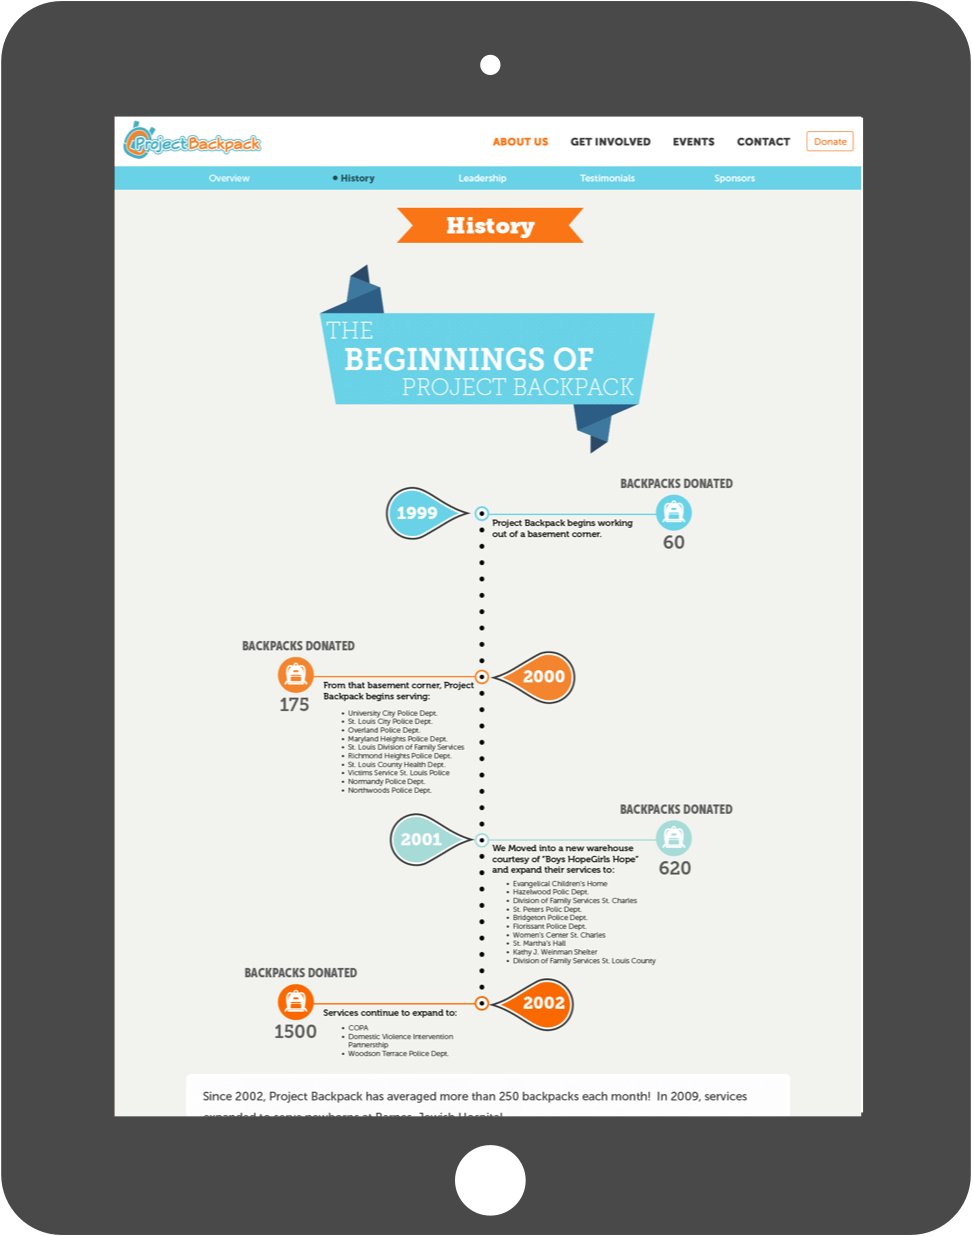 ProjectBackpack
ABOUT US GET INVOLVED EVENTS CONTACT Donate
Overview • History Leadership Testimonials Sponsors
History
THE
BEGINNINGS OF
PROJECT BACKPACK
BACKPACKS DONATED
1999
Project Backpack begins working
out of a basement corner.
60
BACKPACKS DONATED
2000
175
From that basement corner, Project
Backpack begins serving:
• University City Police Dept.
• St. Louis City Police Dept.
• Overland Police Dept.
• Maryland Heights Police Dept.
• St. Louis Division of Family Services
• Richmond Heights Police Dept.
• St. Louis County Health Dept.
• Victims Service St. Louis Police
• Normandy Police Dept.
• Northwoods Police Dept.
BACKPACKS DONATED
2001
We Moved into a new warehouse
courtesy of "Boys HopeGirls Hope"
and expand their services to:
620
• Evangelical Children's Home
• Hazelwood Polic Dept.
• Division of Family Services St. Charles
• St. Peters Polic Dept.
• Bridgeton Police Dept.
• Florissant Police Dept.
• Women's Center St. Charles
• St. Martha's Hall
• Kathy J. Weinman Shelter
• Division of Family Services St. Louis County
BACKPACKS DONATED
2002
1500
Services continue to expand to:
• COPA
• Domestic Violence Intervention
Partnership
• Woodson Terrace Police Dept.
Since 2002, Project Backpack has averaged more than 250 backpacks each month! In 2009, services
expanded to serve newborns at Barnes-Jewish Hospital